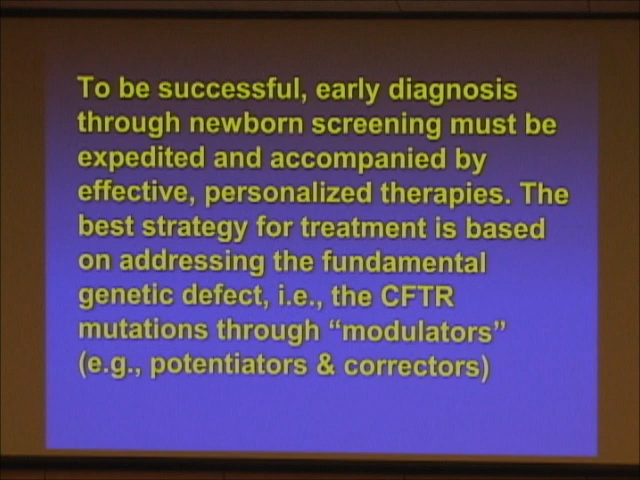 To be successful, early diagnosis
through newborn screening must be
expedited and accompanied by
effective, personalized therapies. The
best strategy for treatment is based
on addressing the fundamental
genetic defect, i.e., the CFTR
mutations through “modulators”
(e.g., potentiators & correctors)